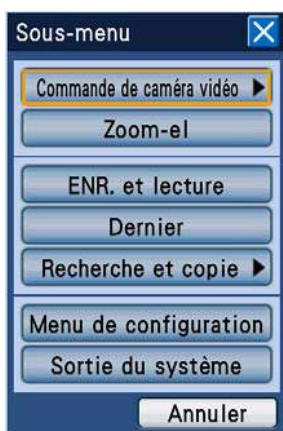 Sous-menu
Commande de caméra vidéo
Zoom-el
ENR. et lecture
Dernier
Recherche et copie
Menu de configuration
Sortie du système
Annuler